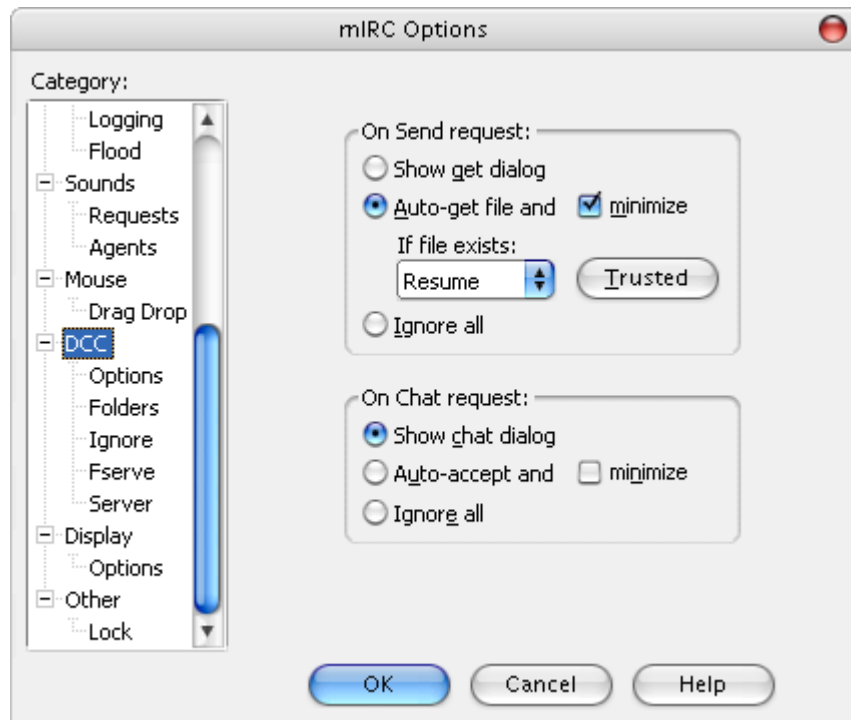 mIRC Options
Category:
Logging
Flood
Sounds
Requests
Agents
Mouse
Drag Drop
DCC
Options
Folders
Ignore
Fserve
Server
Display
Options
Other
Lock
On Send request:
Show get dialog
Auto-get file and minimize
If file exists:
Resume Trusted
Ignore all
On Chat request:
Show chat dialog
Auto-accept and minimize
Ignore all
OK Cancel Help